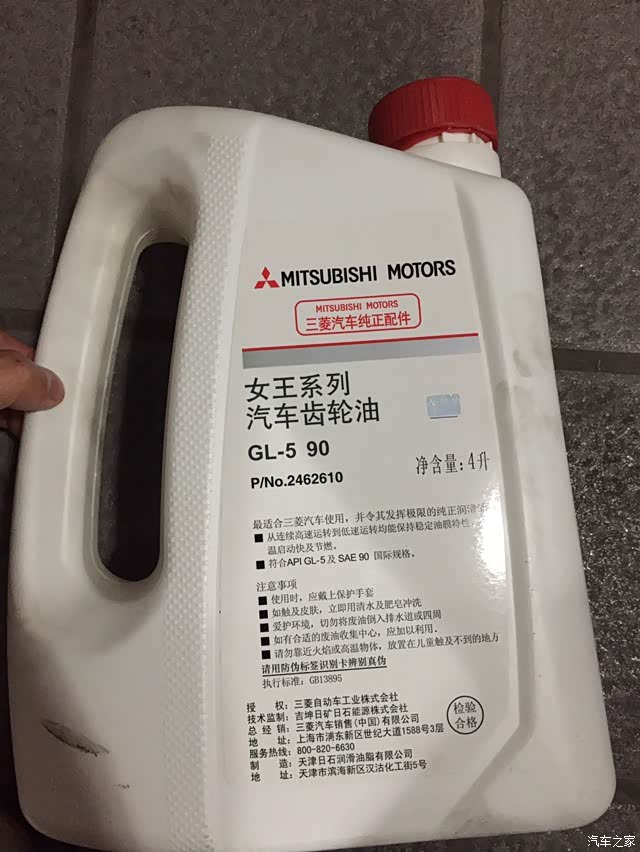 MITSUBISHI MOTORS
MITSUBISHI MOTORS
三菱汽车纯正配件
女王系列
汽车齿轮油
GL-5 90
净含量: 4升
P/No.2462610
最适合三菱汽车使用，并令其发挥极限的纯正润滑
■ 从连续高速运转到低速运转均能保持稳定油膜特性
温启动快及节燃。
■ 符合API GL-5及 SAE 90 国际规格。
注意事项
■ 使用时，应戴上保护手套
■ 如触及皮肤，立即用清水及肥皂冲洗
■ 爱护环境，切勿将废油倒入排水道或四周
■ 如有合适的废油收集中心，应加以利用．
■ 请勿靠近火焰或高温物体，放置在儿童触及不到的地方
请用防伪标签识别卡辨别真伪
执行标准: GB13895
授 权: 三菱自动车工业株式会社
技术监制: 吉坤日矿日石能源株式会社
总 经 销: 三菱汽车销售(中国)有限公司
地 址: 上海市浦东新区世纪大道1588号3层
服务热线: 800-820-6630
制 造: 天津日石润滑油脂有限公司
地 址: 天津市滨海新区汉沽化工街5号
检验
合格
汽车之家